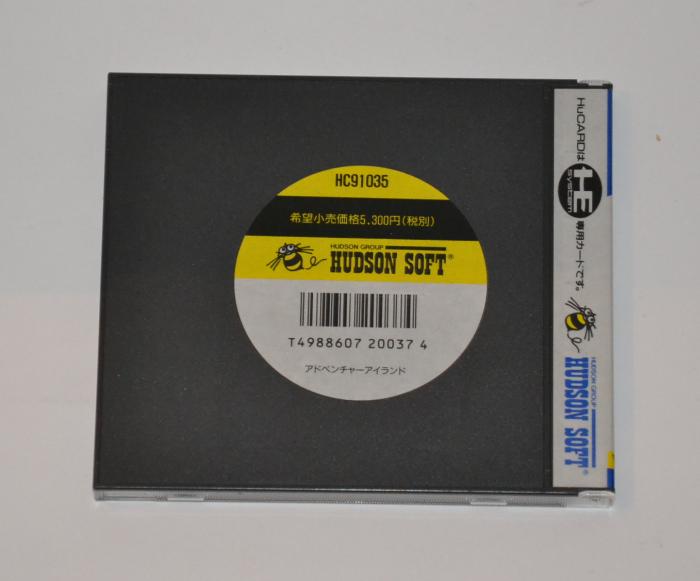 HC91035
希望小売価格5,300円(税別)
HUDSON GROUP
HUDSON SOFT®
T4988607 20037 4
アドベンチャーアイランド
HuCARDは
HE
SYSTEM
専用カードです。
HUDSON GROUP
HUDSON SOFT®